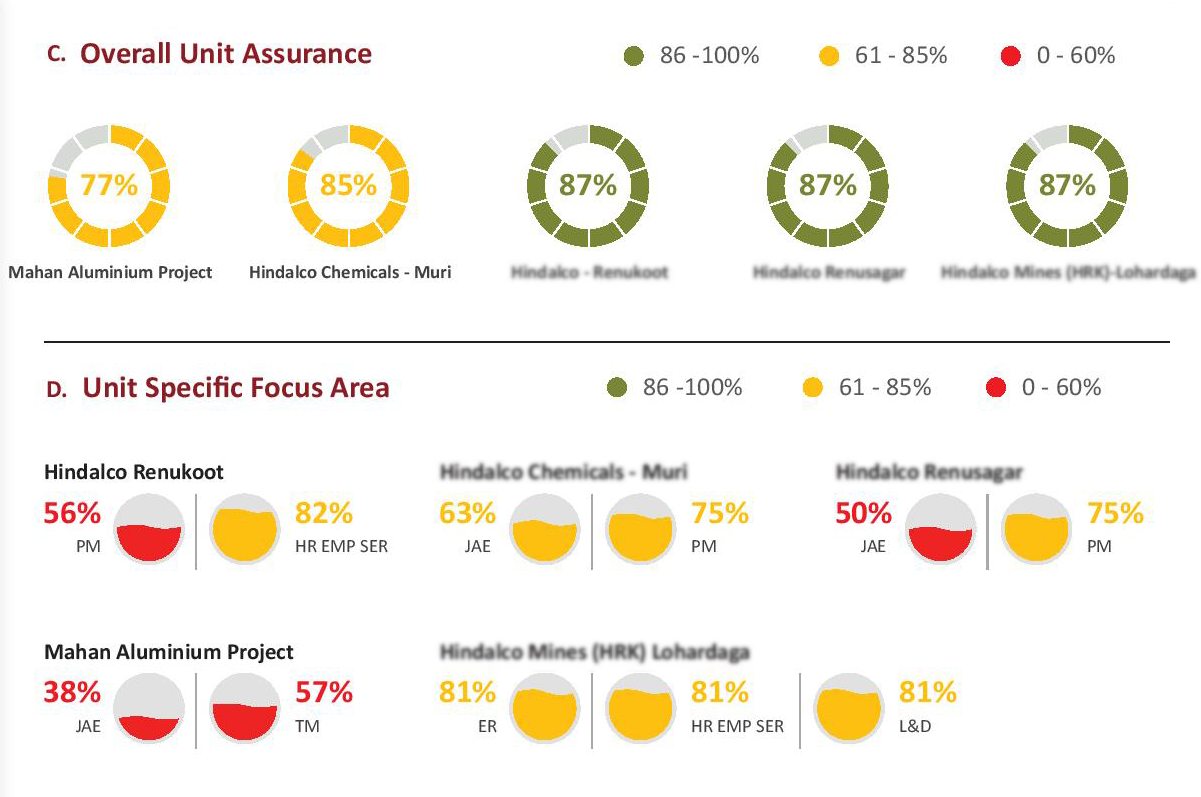 C. Overall Unit Assurance
86 -100%
61 - 85%
0 - 60%
77%
85%
87%
87%
87%
Mahan Aluminium Project
Hindalco Chemicals - Muri
Hindalco - Renukoot
Hindalco Renusagar
Hindalco Mines (HRK)-Lohardaga
D. Unit Specific Focus Area
86 -100%
61 - 85%
0 - 60%
Hindalco Renukoot
56%
PM
82%
HR EMP SER
Hindalco Chemicals - Muri
63%
JAE
75%
PM
Hindalco Renusagar
50%
JAE
75%
PM
Mahan Aluminium Project
38%
JAE
57%
TM
Hindalco Mines (HRK) Lohardaga
81%
ER
81%
HR EMP SER
81%
L&D